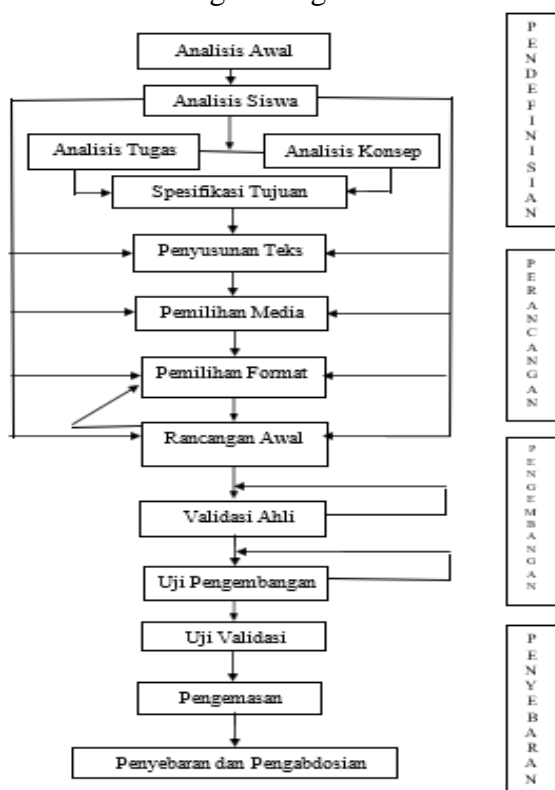 Analisis Awal
Analisis Siswa
Analisis Tugas
Analisis Konsep
Spesifikasi Tujuan
Penyusunan Teks
Pemilihan Media
Pemilihan Format
Rancangan Awal
Validasi Ahli
Uji Pengembangan
Uji Validasi
Pengemasan
Penyebaran dan Pengabdosian
PENDEFINISIAN
PERANCANGAN
PENGEMBANGAN
PENYEBARAN